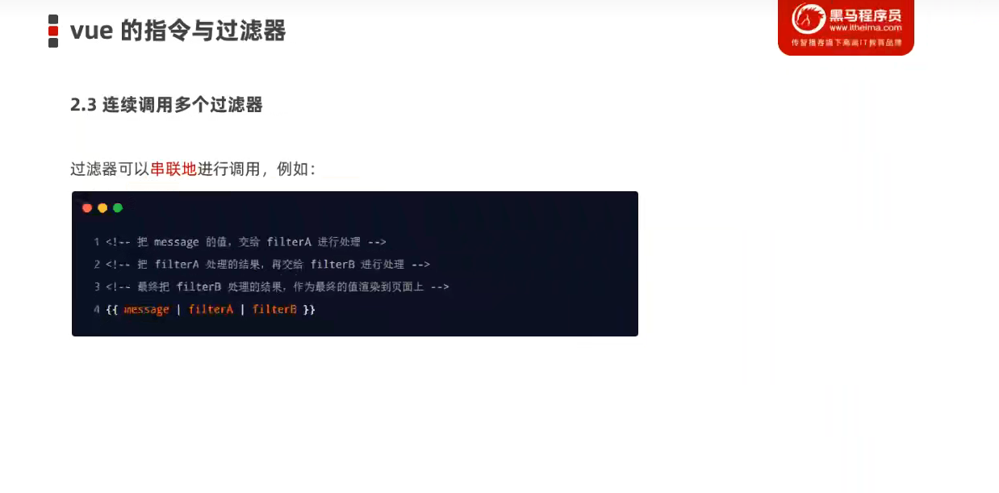 vue 的指令与过滤器
黑马程序员
www.itheima.com
传智播客旗下高端IT教育品牌
2.3 连续调用多个过滤器
过滤器可以串联地进行调用，例如：
1 <!-- 把 message 的值，交给 filterA 进行处理 -->
2 <!-- 把 filterA 处理的结果，再交给 filterB 进行处理 -->
3 <!-- 最终把 filterB 处理的结果，作为最终的值渲染到页面上 -->
4 {{ message | filterA | filterB }}